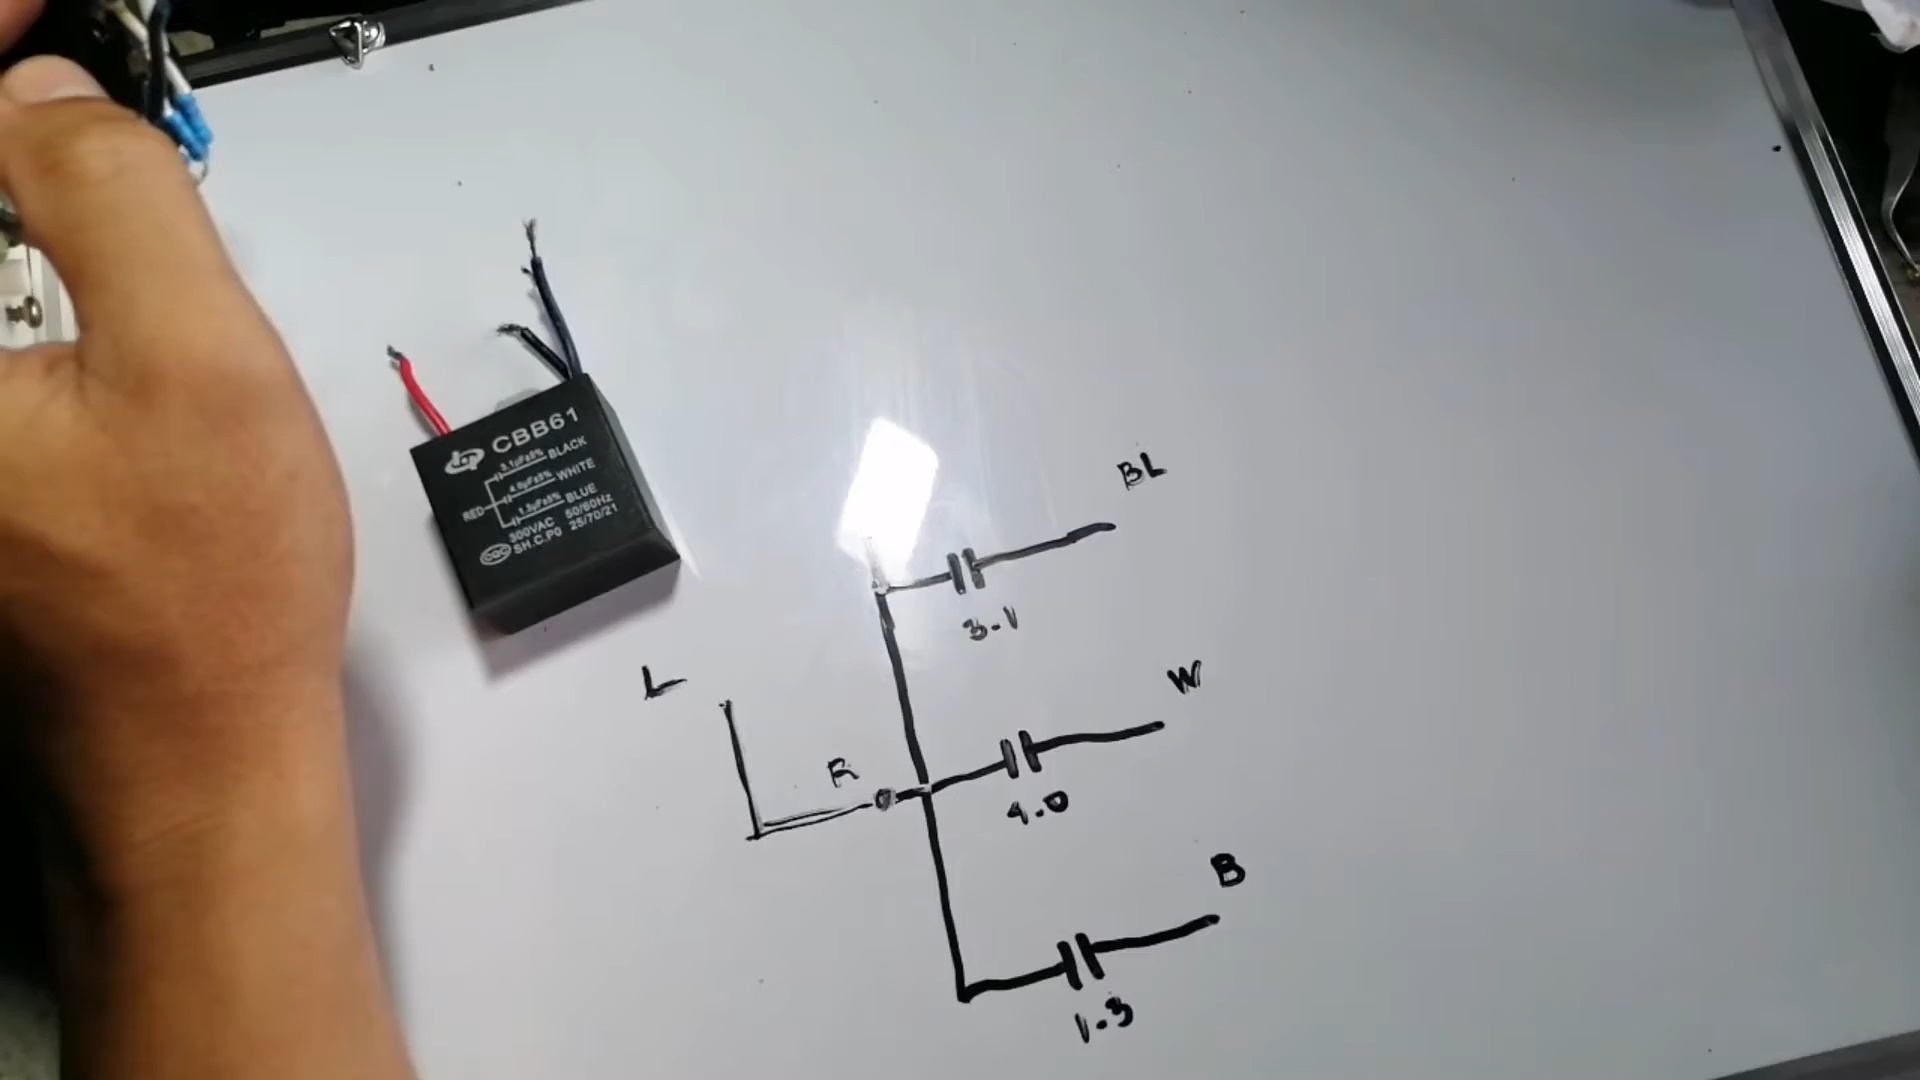 CBB61
3.1µF±5% BLACK
4.0µF±5% WHITE
RED
1.3µF±5% BLUE
300VAC 50/60Hz
CQC SH.C.P0 25/70/21
BL
3.1
L
W
R
4.0
B
1.3